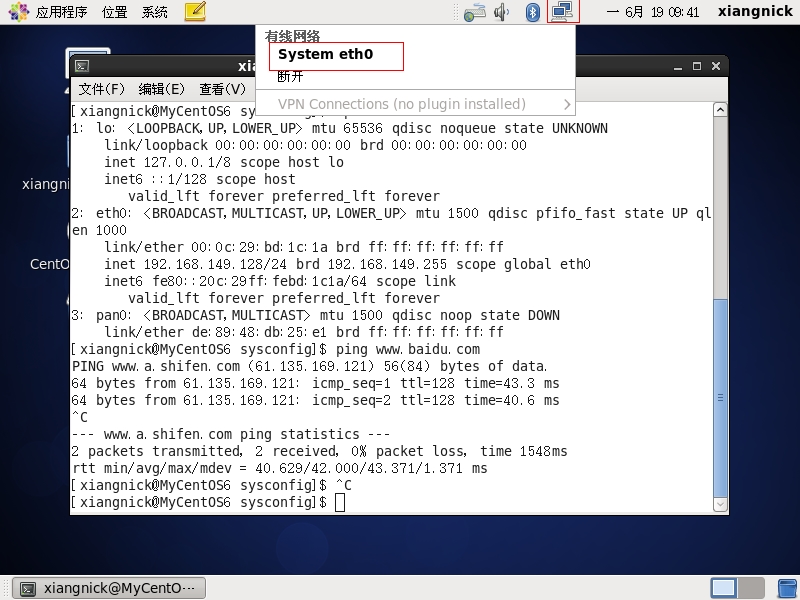 应用程序 位置 系统 一 6月 19 09:41 xiangnick
有线网络
System eth0
断开
VPN Connections (no plugin installed)
xia
文件(F) 编辑(E) 查看(V)
[xiangnick@MyCentOS6
1: lo: <LOOPBACK,UP,LOWER_UP> mtu 65536 qdisc noqueue state UNKNOWN
link/loopback 00:00:00:00:00:00 brd 00:00:00:00:00:00
inet 127.0.0.1/8 scope host lo
inet6 ::1/128 scope host
valid_lft forever preferred_lft forever
2: eth0: <BROADCAST,MULTICAST,UP,LOWER_UP> mtu 1500 qdisc pfifo_fast state UP ql
en 1000
link/ether 00:0c:29:bd:1c:1a brd ff:ff:ff:ff:ff:ff
inet 192.168.149.128/24 brd 192.168.149.255 scope global eth0
inet6 fe80::20c:29ff:febd:1c1a/64 scope link
valid_lft forever preferred_lft forever
3: pan0: <BROADCAST,MULTICAST> mtu 1500 qdisc noop state DOWN
link/ether de:89:48:db:25:e1 brd ff:ff:ff:ff:ff:ff
[xiangnick@MyCentOS6 sysconfig]$ ping www.baidu.com
PING www.a.shifen.com (61.135.169.121) 56(84) bytes of data.
64 bytes from 61.135.169.121: icmp_seq=1 ttl=128 time=43.3 ms
64 bytes from 61.135.169.121: icmp_seq=2 ttl=128 time=40.6 ms
^C
--- www.a.shifen.com ping statistics ---
2 packets transmitted, 2 received, 0% packet loss, time 1548ms
rtt min/avg/max/mdev = 40.629/42.000/43.371/1.371 ms
[xiangnick@MyCentOS6 sysconfig]$ ^C
[xiangnick@MyCentOS6 sysconfig]$
xiangni
CentO
xiangnick@MyCentO···